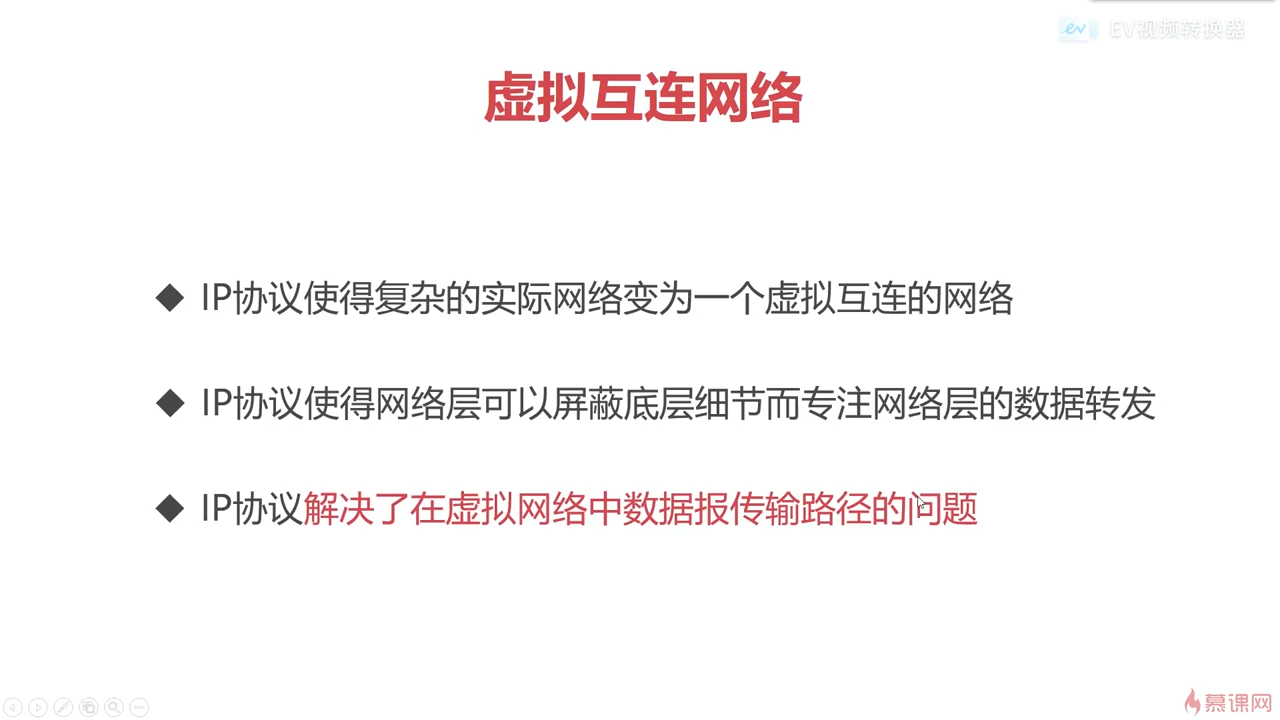 EV视频转换器
虚拟互连网络
◆ IP协议使得复杂的实际网络变为一个虚拟互连的网络
◆ IP协议使得网络层可以屏蔽底层细节而专注网络层的数据转发
◆ IP协议解决了在虚拟网络中数据报传输路径的问题
慕课网